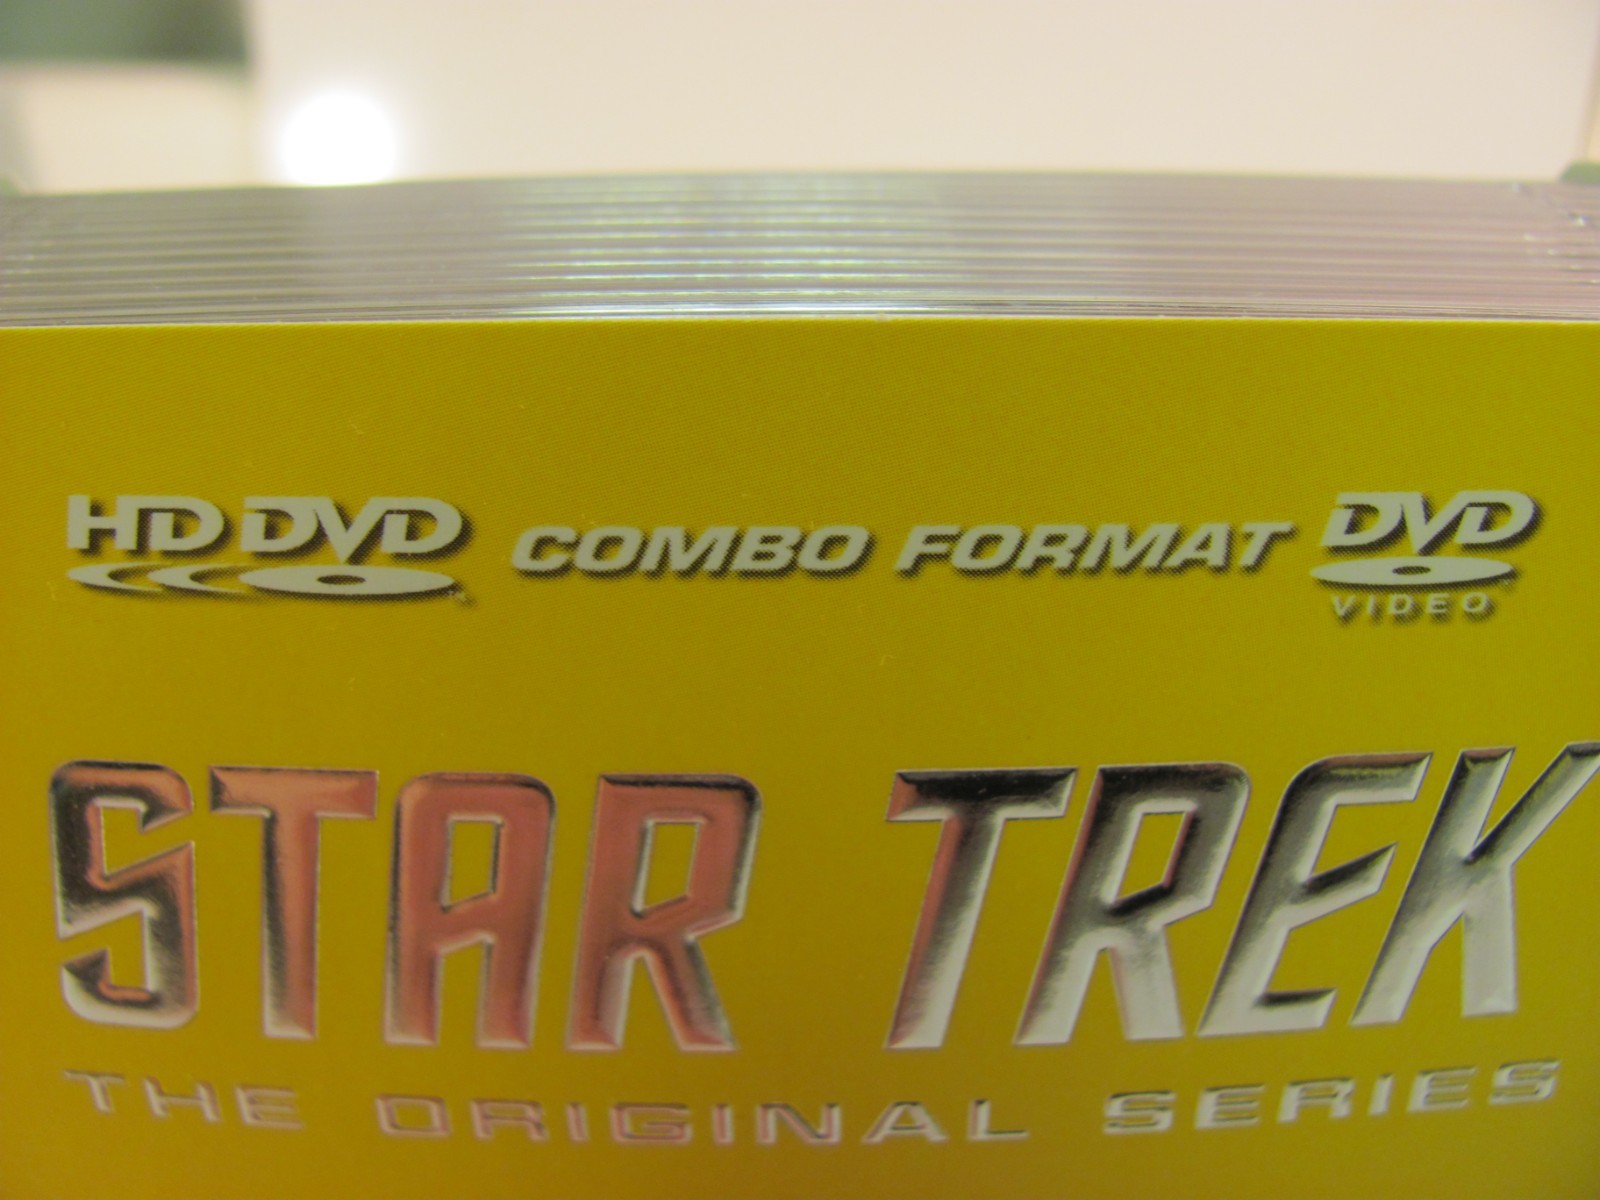 HD DVD COMBO FORMAT DVD
VIDEO
STAR TREK
THE ORIGINAL SERIES